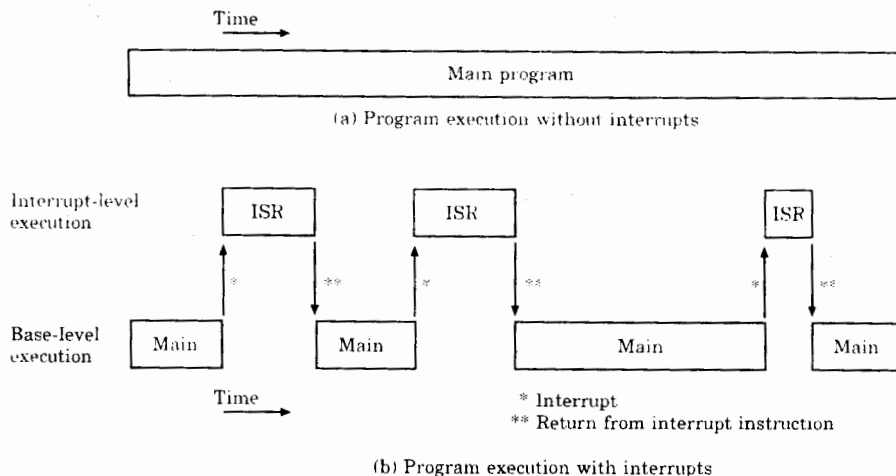 Time
Main program
(a) Program execution without interrupts
Interrupt-level
execution
ISR
ISR
ISR
*
**
*
**
*
**
Base-level
execution
Main
Main
Main
Main
Time
* Interrupt
** Return from interrupt instruction
(b) Program execution with interrupts